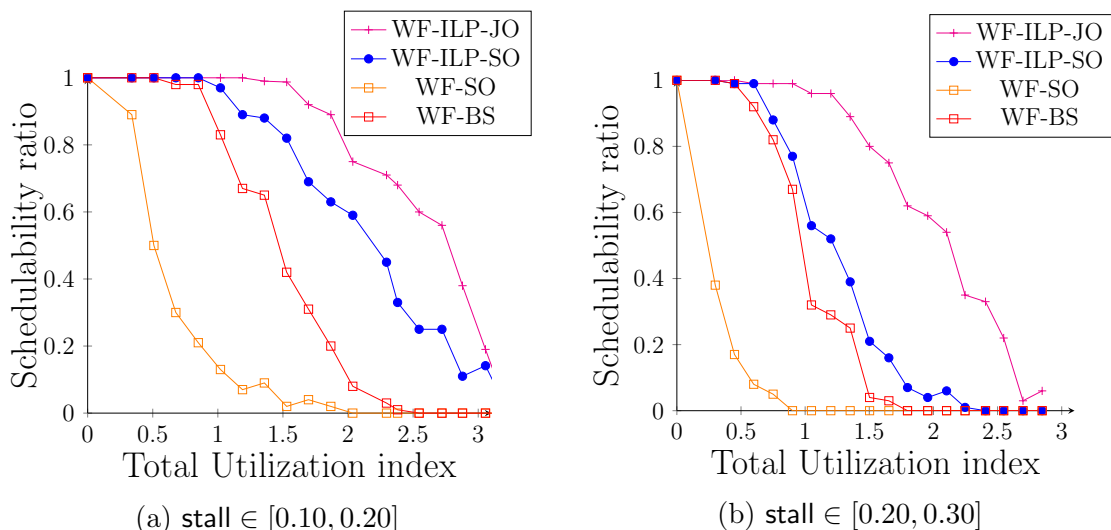 WF-ILP-JO
WF-ILP-SO
WF-SO
WF-BS
1
0.8
0.6
0.4
0.2
0
Schedulability ratio
0 0.5 1 1.5 2 2.5 3
Total Utilization index
(a) stall ∈ [0.10, 0.20]
WF-ILP-JO
WF-ILP-SO
WF-SO
WF-BS
1
0.8
0.6
0.4
0.2
0
Schedulability ratio
0 0.5 1 1.5 2 2.5 3
Total Utilization index
(b) stall ∈ [0.20, 0.30]